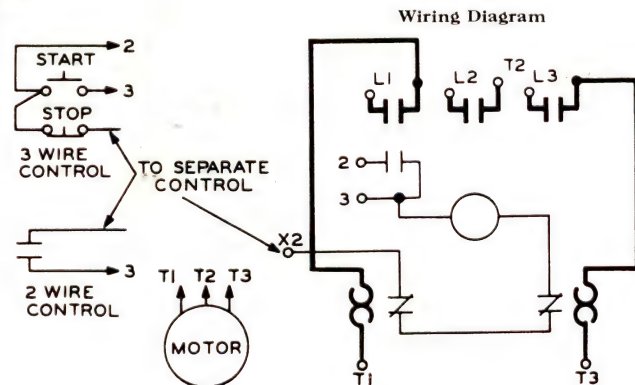 Wiring Diagram
2
START
3
STOP
3 WIRE
CONTROL
TO SEPARATE
CONTROL
3
2 WIRE
CONTROL
T1 T2 T3
MOTOR
L1
L2
T2
L3
2
3
X2
T1
T3